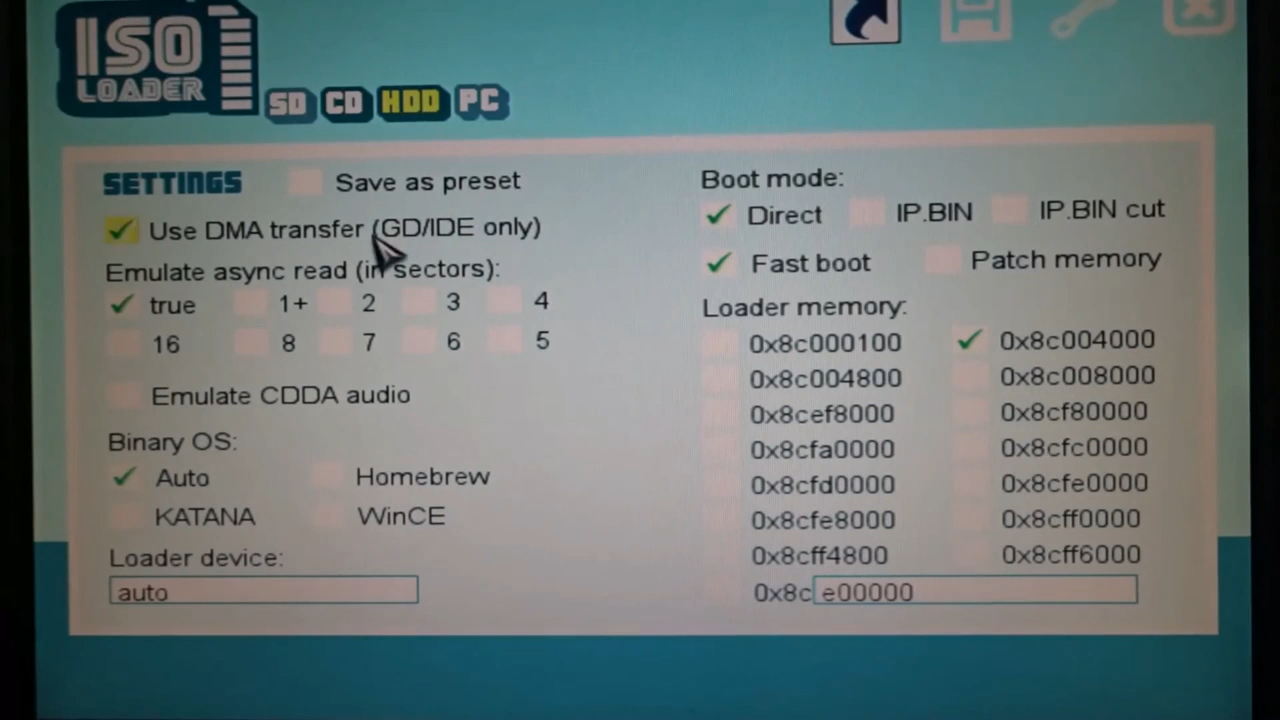 ISO
LOADER
SD CD HDD PC
SETTINGS Save as preset
Use DMA transfer (GD/IDE only)
Emulate async read (in sectors):
true 1+ 2 3 4
16 8 7 6 5
Emulate CDDA audio
Binary OS:
Auto Homebrew
KATANA WinCE
Loader device:
auto
Boot mode:
Direct IP.BIN IP.BIN cut
Fast boot Patch memory
Loader memory:
0x8c000100 0x8c004000
0x8c004800 0x8c008000
0x8cef8000 0x8cf80000
0x8cfa0000 0x8cfc0000
0x8cfd0000 0x8cfe0000
0x8cfe8000 0x8cff0000
0x8cff4800 0x8cff6000
0x8c e00000